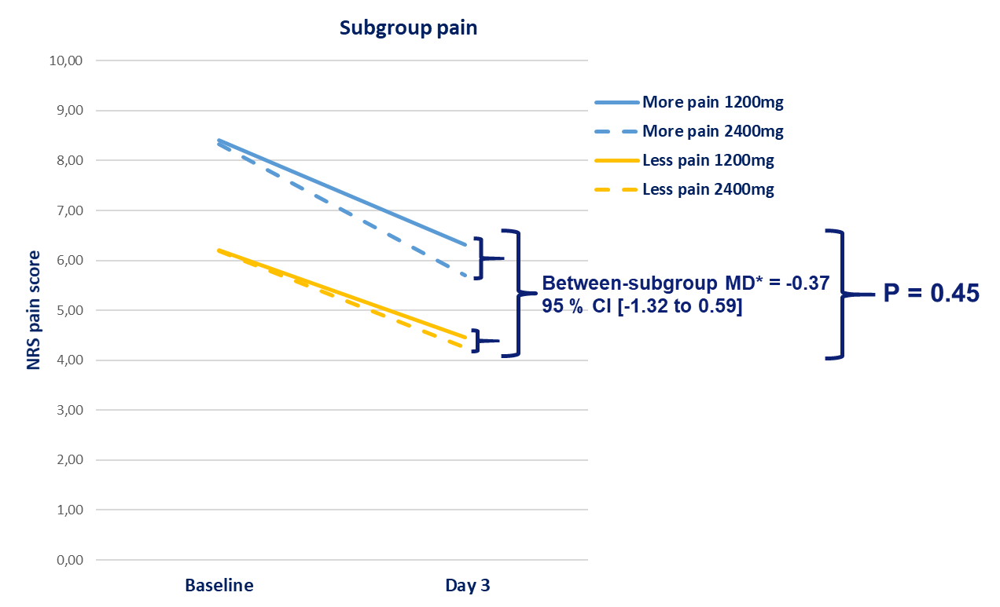 Subgroup pain
10,00
9,00
8,00
7,00
6,00
5,00
4,00
3,00
2,00
1,00
0,00
NRS pain score
Baseline
Day 3
More pain 1200mg
More pain 2400mg
Less pain 1200mg
Less pain 2400mg
Between-subgroup MD* = -0.37
95 % CI [-1.32 to 0.59]
P = 0.45